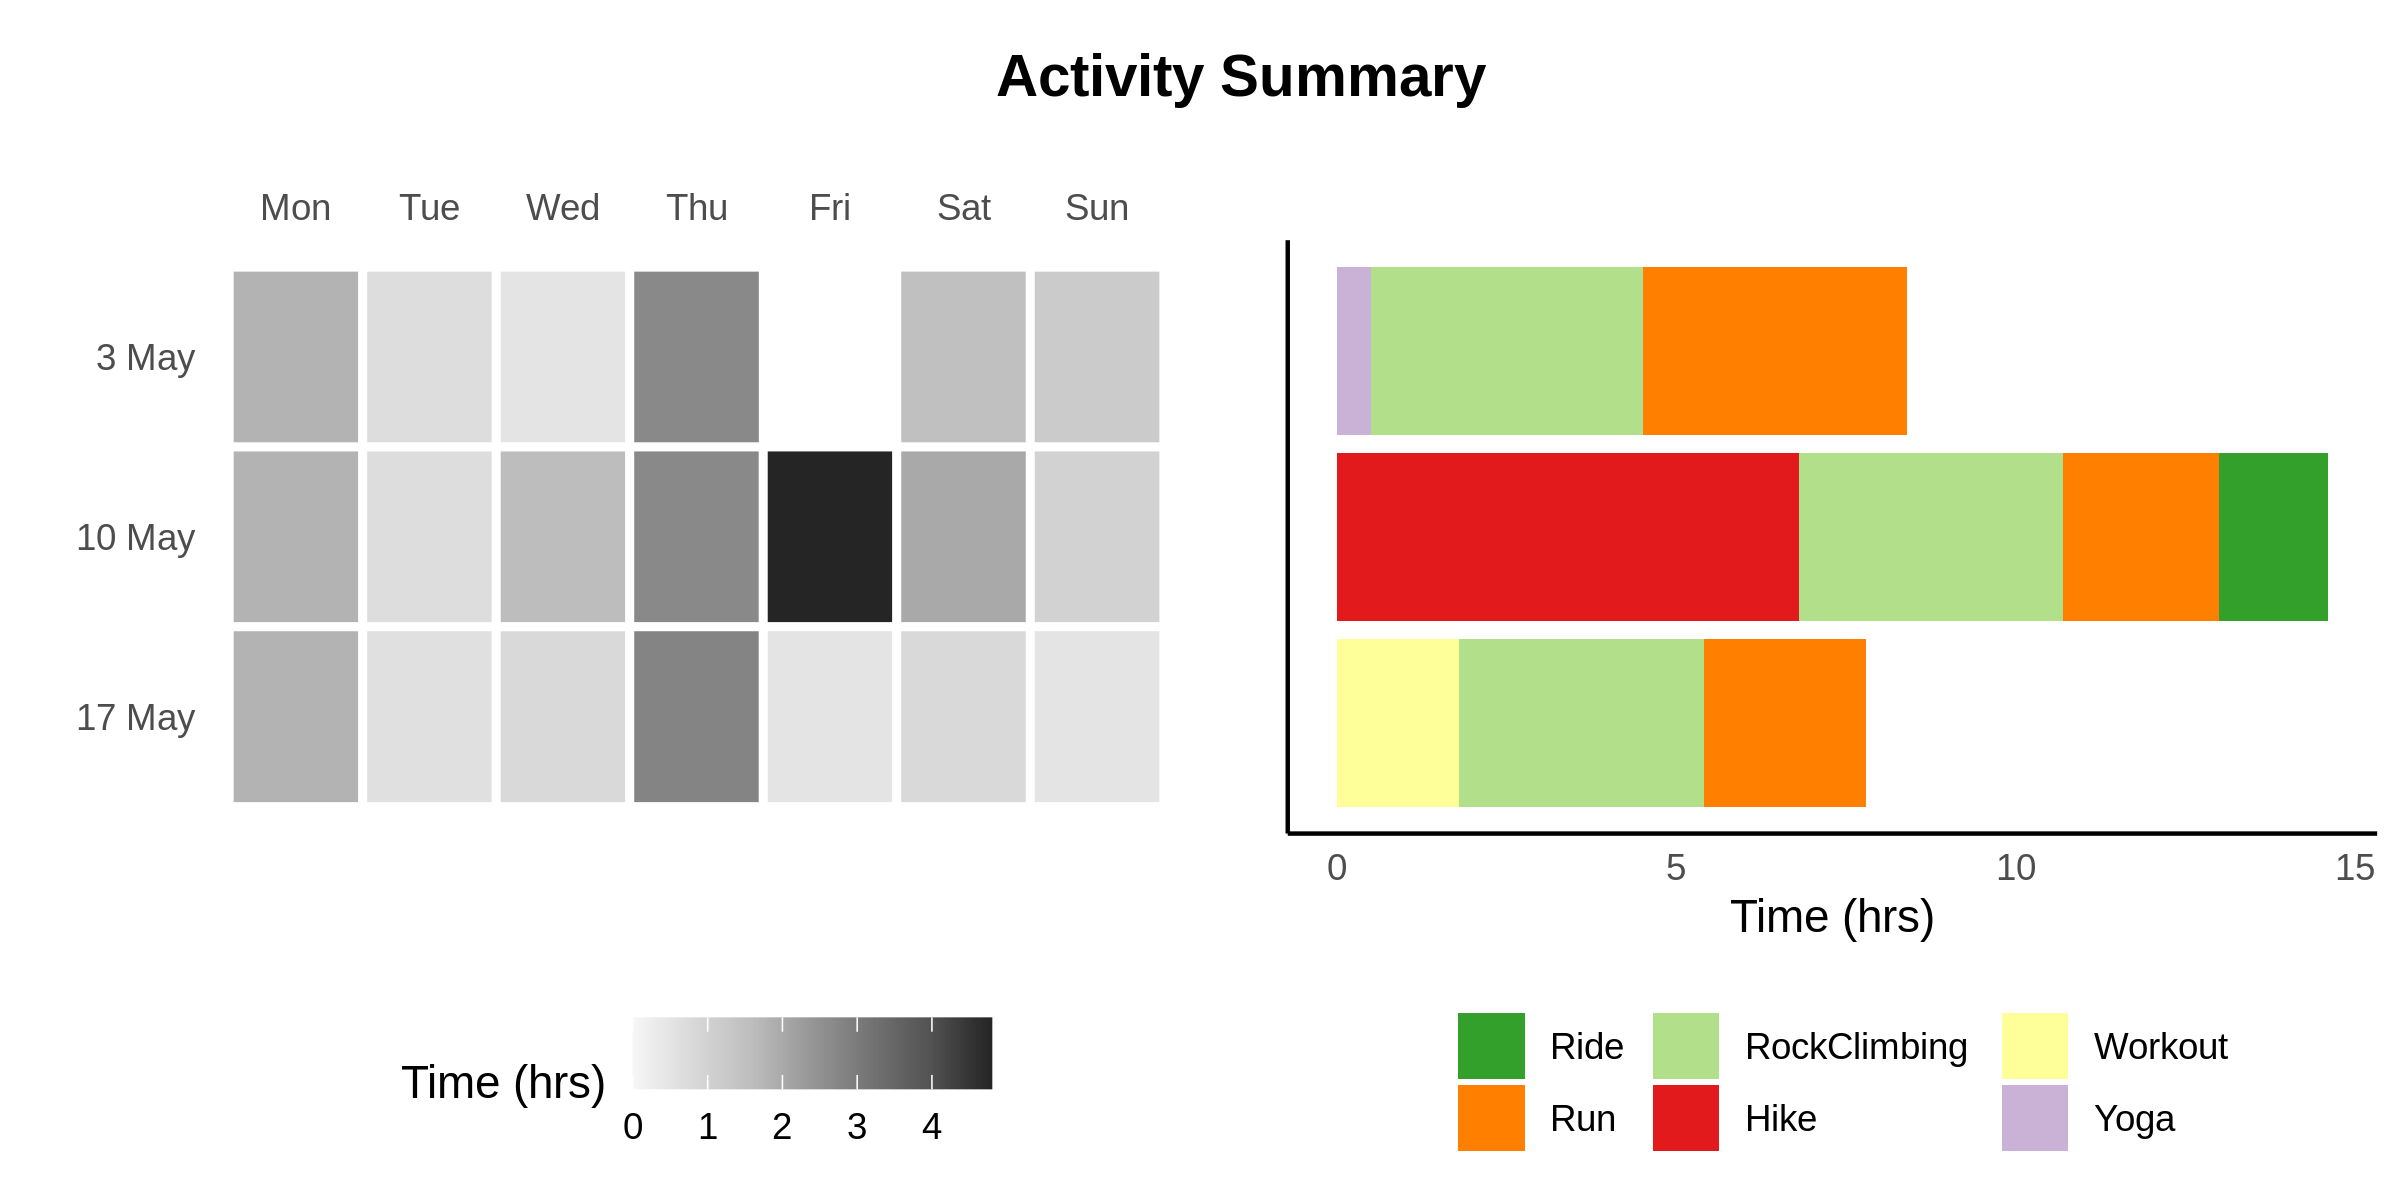 Activity Summary
Mon Tue Wed Thu Fri Sat Sun
3 May
10 May
17 May
0 5 10 15
Time (hrs)
Time (hrs)
0 1 2 3 4
Ride RockClimbing Workout
Run Hike Yoga